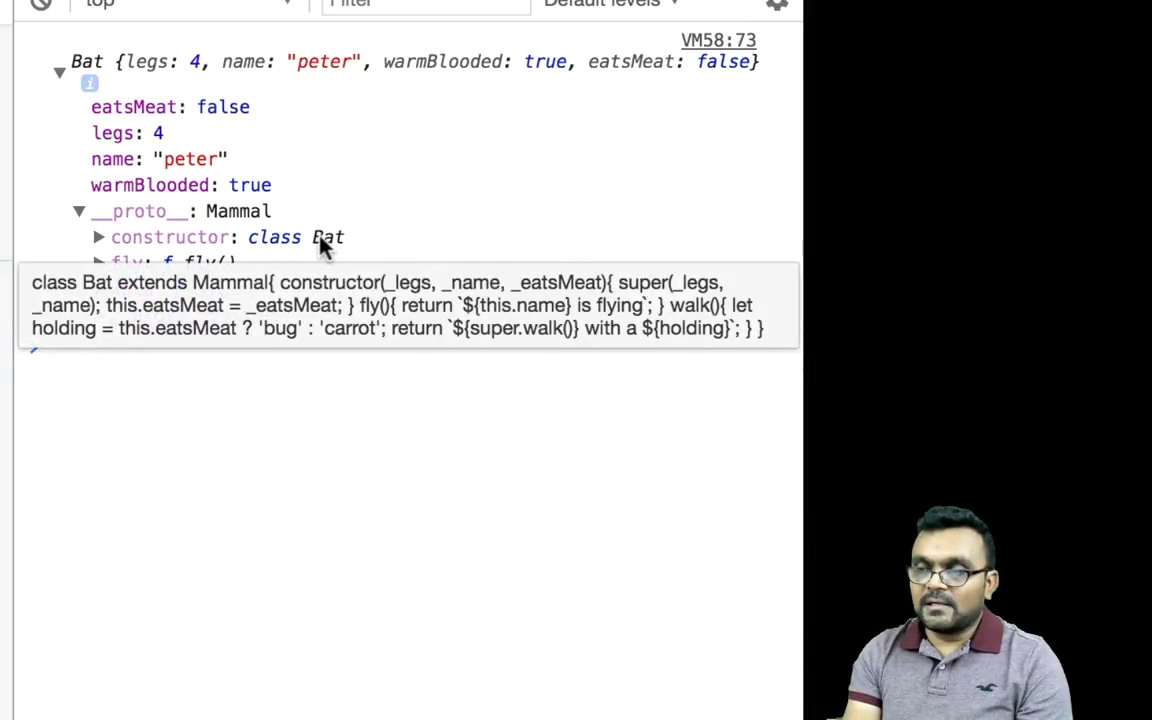 top
Filter
Default levels
VM58:73
Bat {legs: 4, name: "peter", warmBlooded: true, eatsMeat: false}
i
eatsMeat: false
legs: 4
name: "peter"
warmBlooded: true
__proto__: Mammal
constructor: class Bat
fly: f fly()
class Bat extends Mammal{ constructor(_legs, _name, _eatsMeat){ super(_legs,
_name); this.eatsMeat = _eatsMeat; } fly(){ return `${this.name} is flying`; } walk(){ let
holding = this.eatsMeat ? 'bug' : 'carrot'; return `${super.walk()} with a ${holding}`; } }